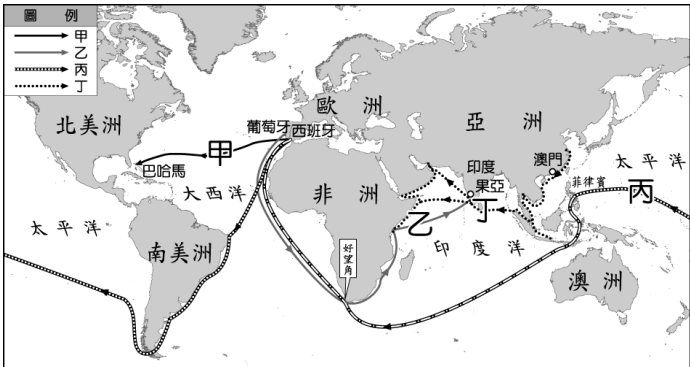 圖例
甲
乙
丙
丁
北美洲
歐洲
亞洲
葡萄牙
西班牙
甲
巴哈馬
大西洋
非洲
印度
果亞
澳門
太平洋
菲律賓
丙
太平洋
南美洲
好望角
乙
丁
印度洋
澳洲